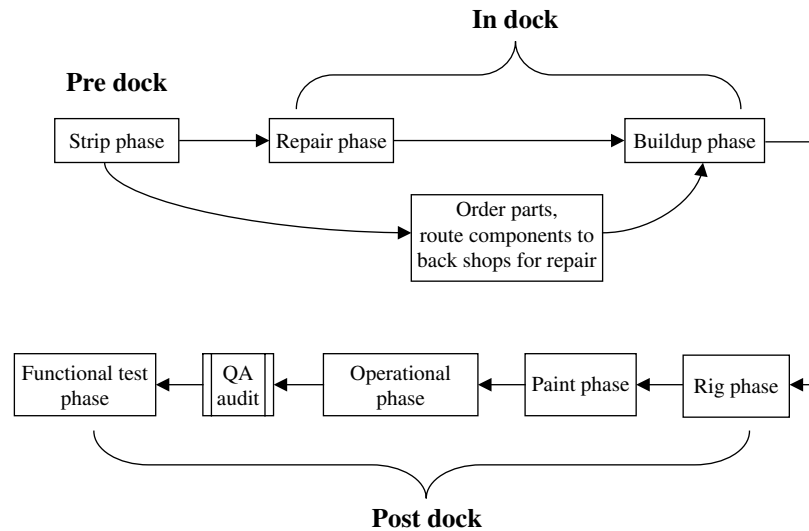 In dock
Pre dock
Strip phase
Repair phase
Buildup phase
Order parts,
route components to
back shops for repair
Functional test
phase
QA
audit
Operational
phase
Paint phase
Rig phase
Post dock